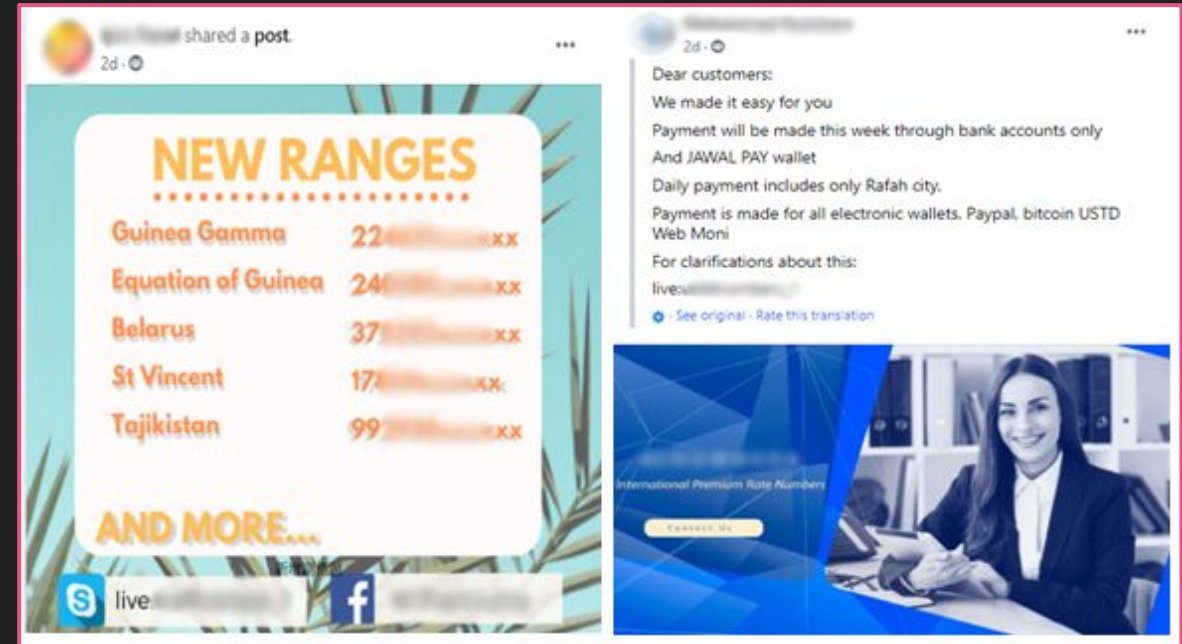 shared a post.
2d
NEW RANGES
Guinea Gamma 22 xx
Equation of Guinea 24 xx
Belarus 37 xx
St Vincent 17 xx
Tajikistan 99 xx
AND MORE...
live
2d
Dear customers:
We made it easy for you
Payment will be made this week through bank accounts only
And JAWAL PAY wallet
Daily payment includes only Rafah city.
Payment is made for all electronic wallets. Paypal, bitcoin USTD
Web Moni
For clarifications about this:
live:
See original - Rate this translation
International Premium Rate Numbers
Contact Us